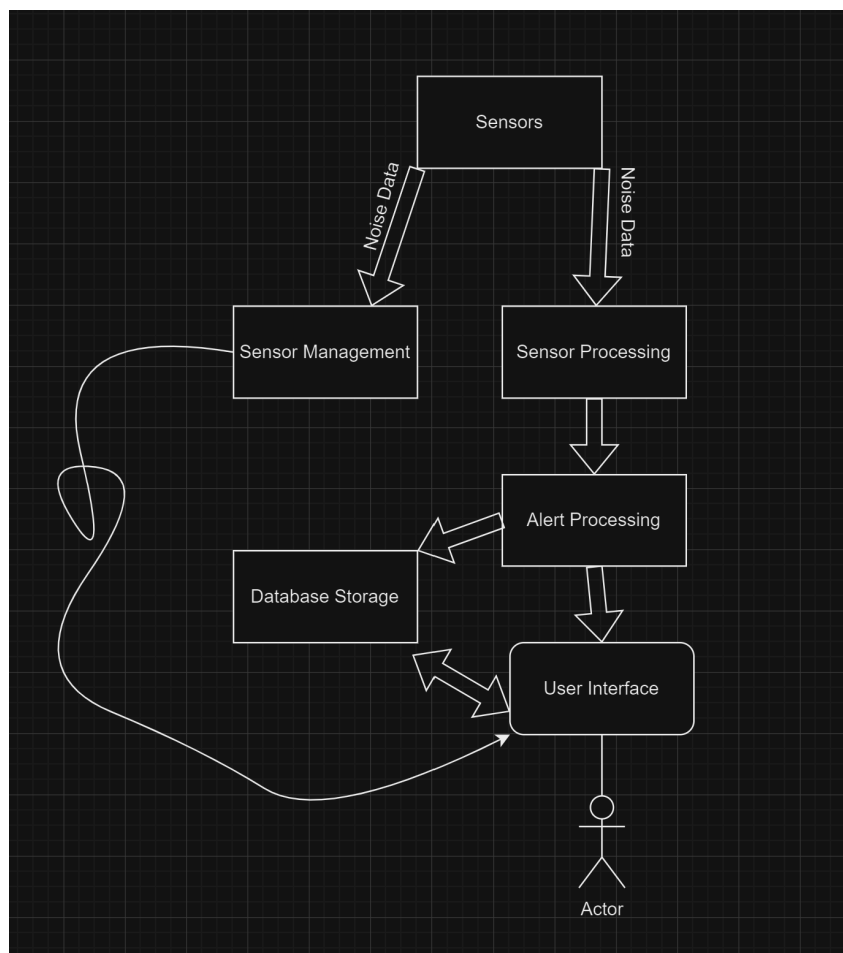 Sensors
Noise Data
Noise Data
Sensor Management
Sensor Processing
Alert Processing
Database Storage
User Interface
Actor